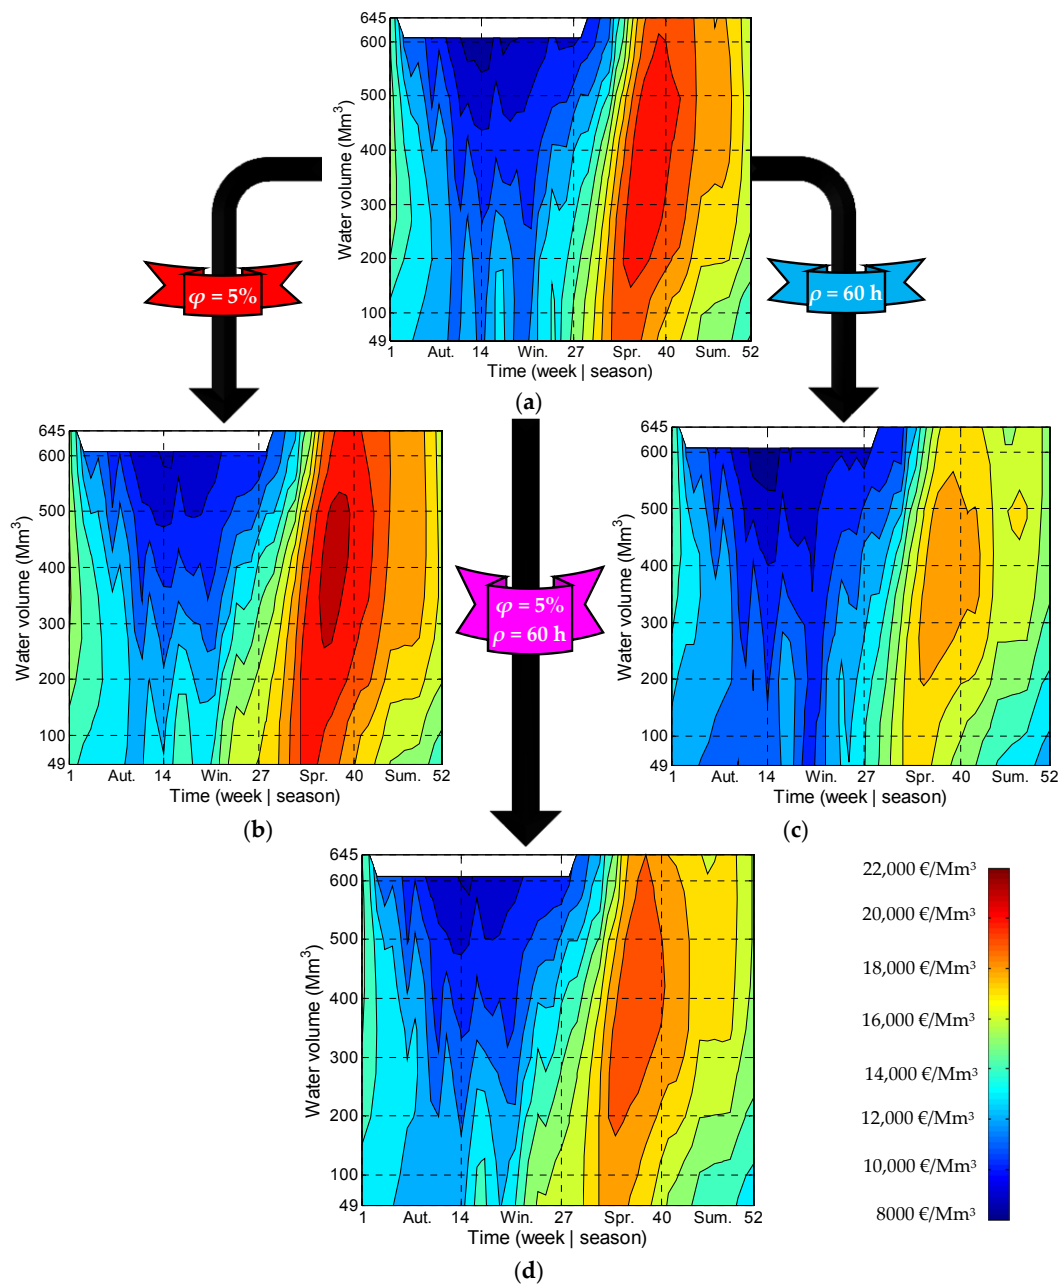 645
600
500
400
300
200
100
49
Water volume (Mm³)
1 Aut. 14 Win. 27 Spr. 40 Sum. 52
Time (week | season)
(a)
φ = 5%
ρ = 60 h
645
600
500
400
300
200
100
49
Water volume (Mm³)
1 Aut. 14 Win. 27 Spr. 40 Sum. 52
Time (week | season)
(b)
φ = 5%
ρ = 60 h
645
600
500
400
300
200
100
49
Water volume (Mm³)
1 Aut. 14 Win. 27 Spr. 40 Sum. 52
Time (week | season)
(c)
645
600
500
400
300
200
100
49
Water volume (Mm³)
1 Aut. 14 Win. 27 Spr. 40 Sum. 52
Time (week | season)
(d)
22,000 €/Mm³
20,000 €/Mm³
18,000 €/Mm³
16,000 €/Mm³
14,000 €/Mm³
12,000 €/Mm³
10,000 €/Mm³
8000 €/Mm³